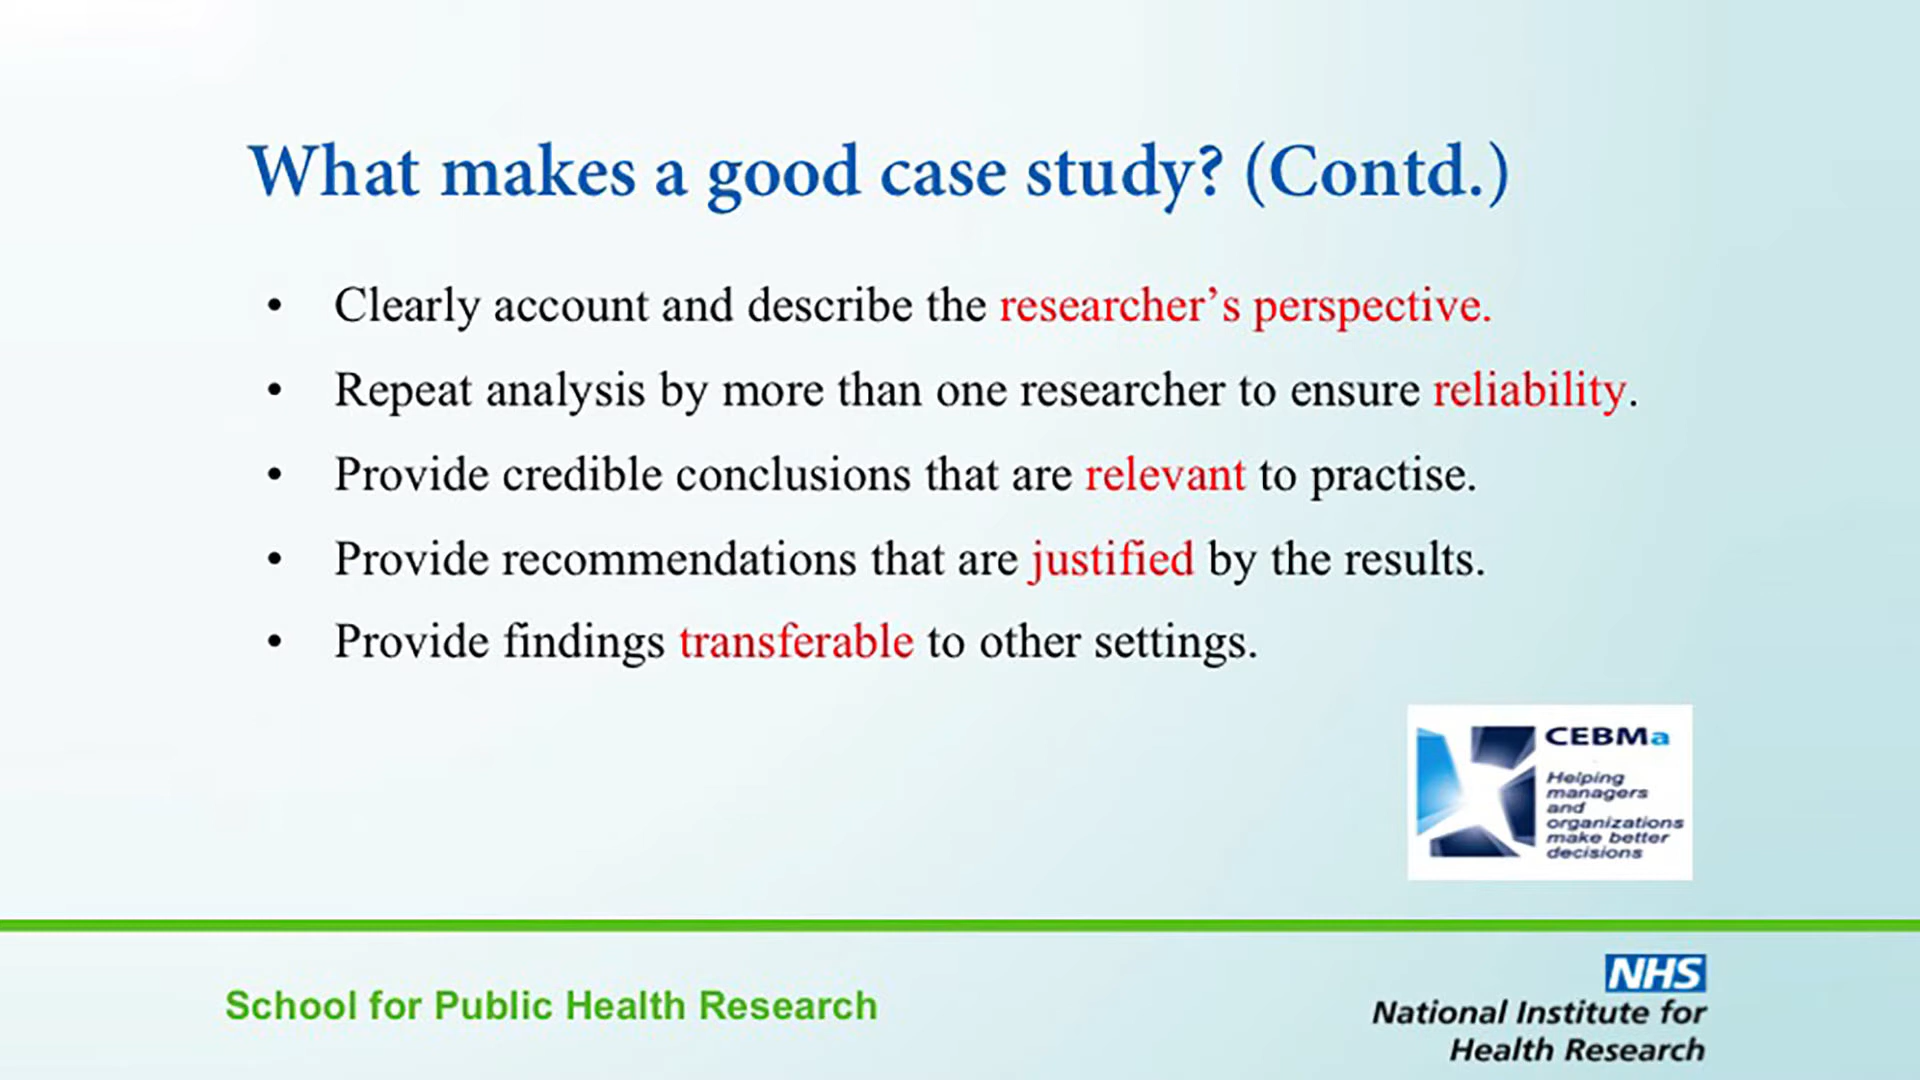 What makes a good case study? (Contd.)
• Clearly account and describe the researcher’s perspective.
• Repeat analysis by more than one researcher to ensure reliability.
• Provide credible conclusions that are relevant to practise.
• Provide recommendations that are justified by the results.
• Provide findings transferable to other settings.
CEBMa
Helping
managers
and
organizations
make better
decisions
School for Public Health Research
NHS
National Institute for
Health Research